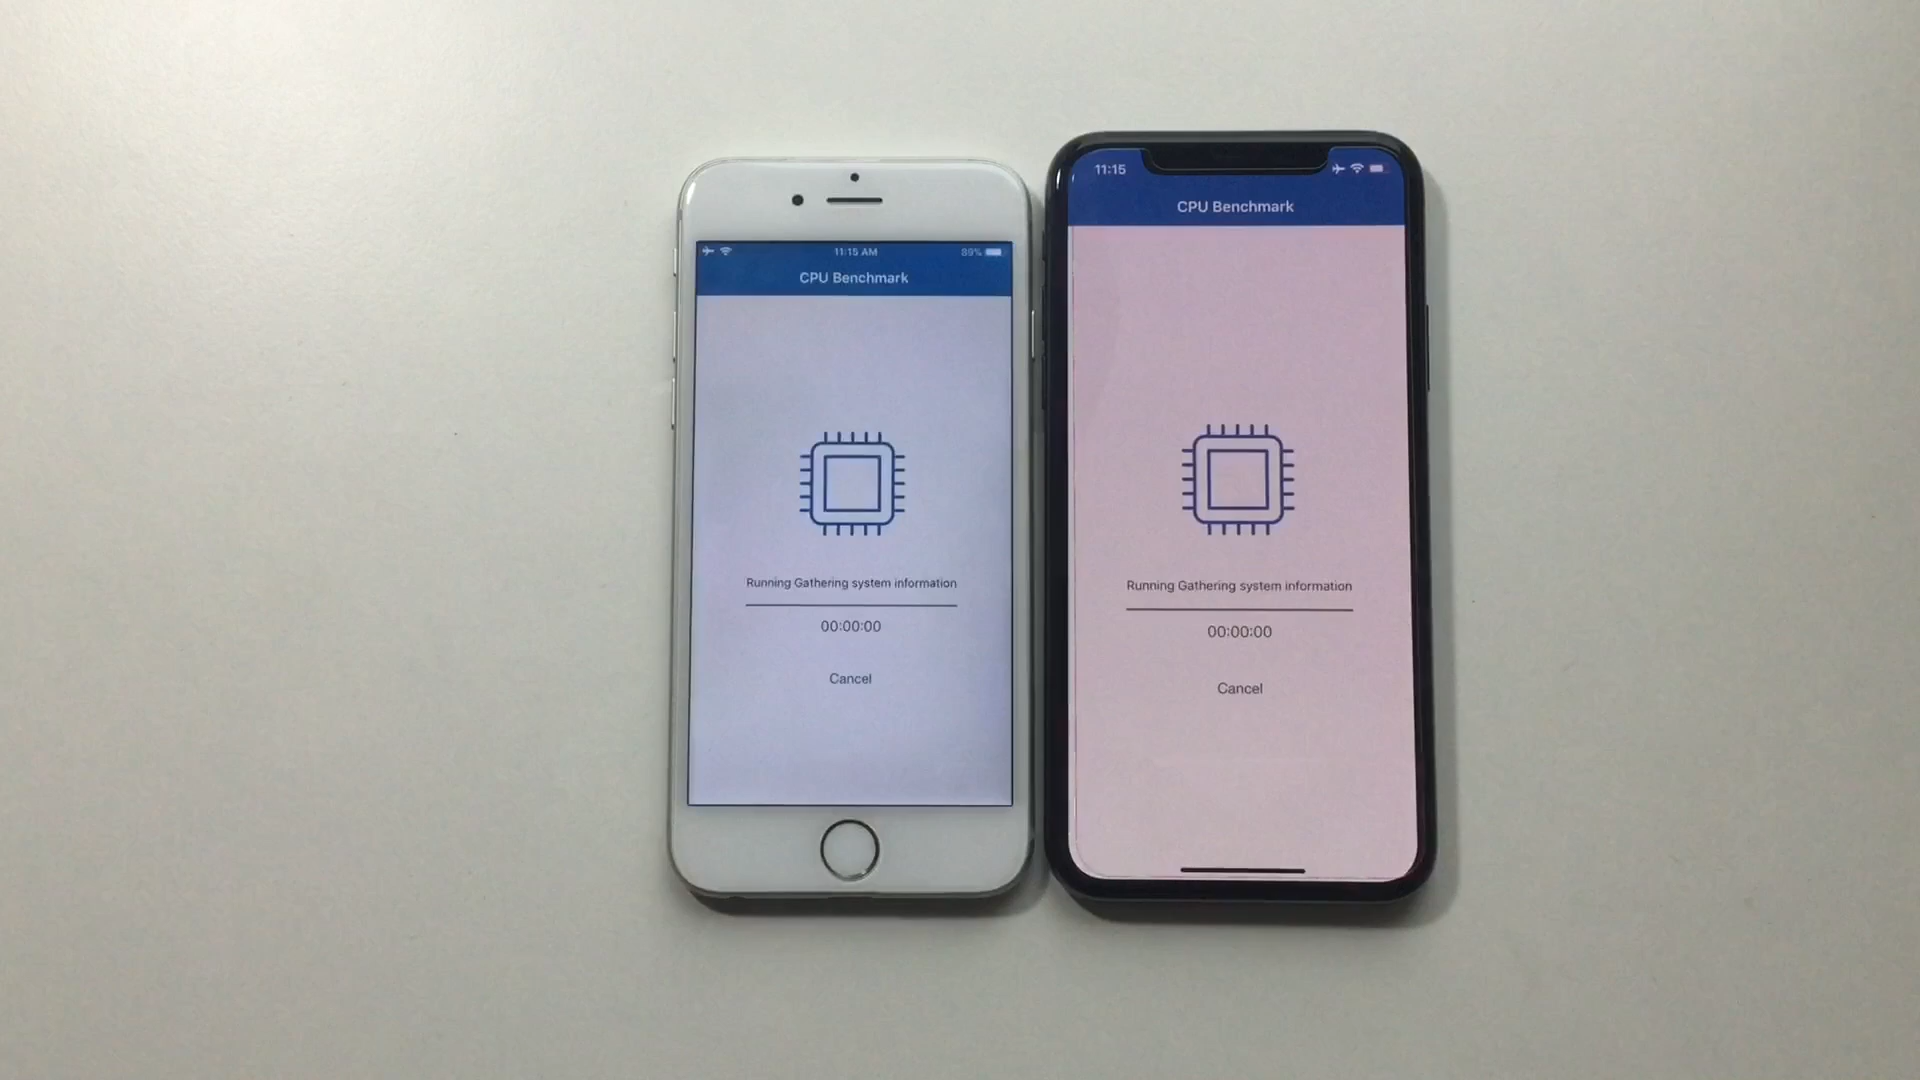 11:15 AM
89%
CPU Benchmark
Running Gathering system information
00:00:00
Cancel
11:15
CPU Benchmark
Running Gathering system information
00:00:00
Cancel